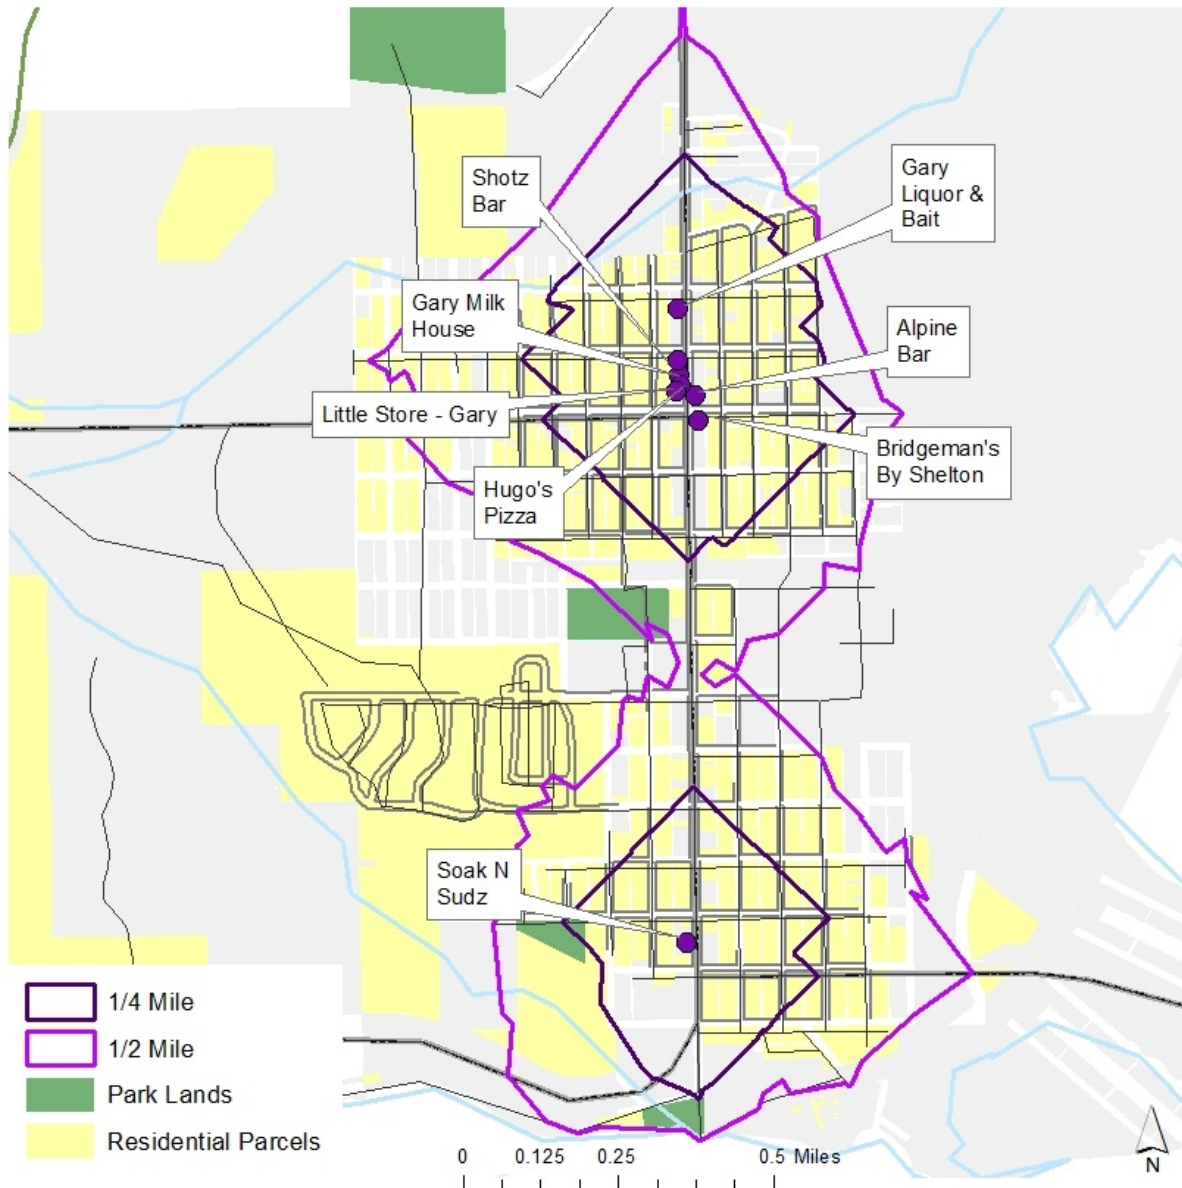 Shotz
Bar
Gary
Liquor &
Bait
Gary Milk
House
Alpine
Bar
Little Store - Gary
Bridgeman's
By Shelton
Hugo's
Pizza
Soak N
Sudz
1/4 Mile
1/2 Mile
Park Lands
Residential Parcels
0 0.125 0.25 0.5 Miles
N